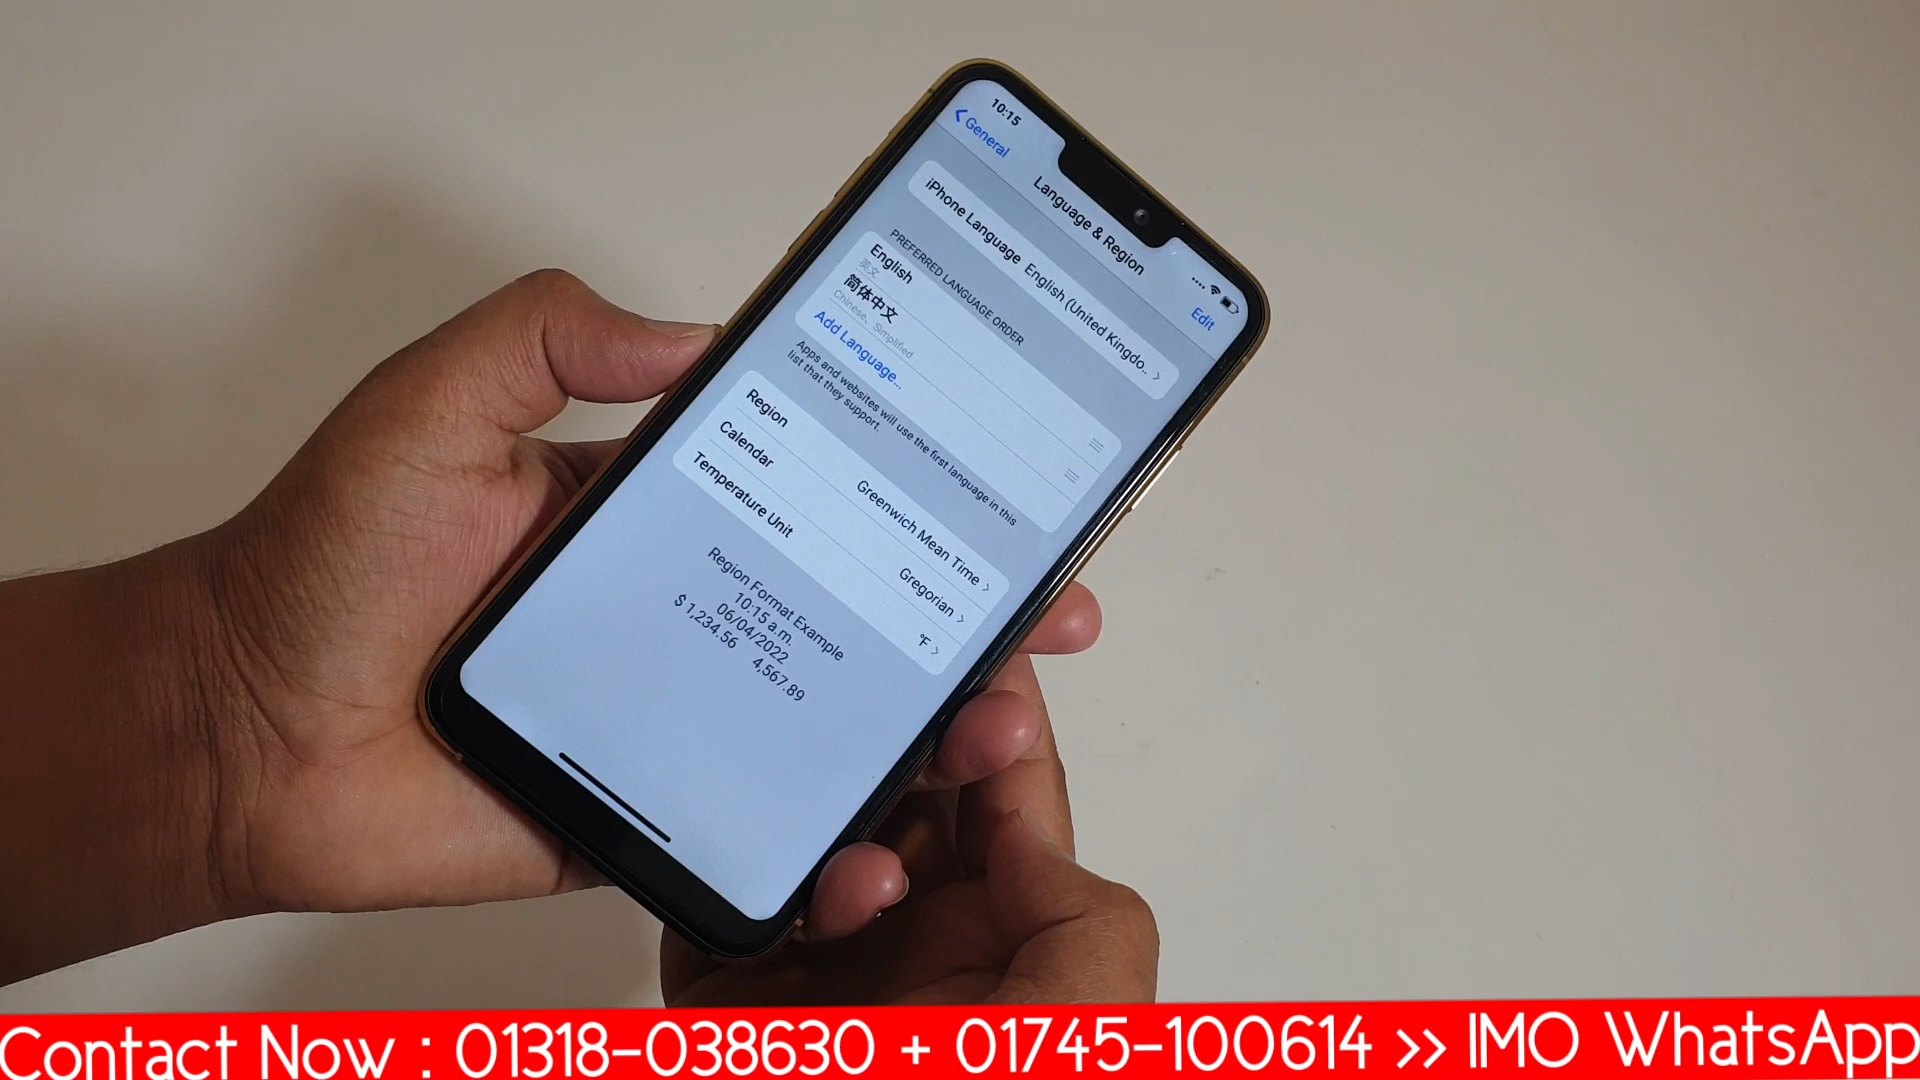 10:15
General
Language & Region
Edit
iPhone Language English (United Kingdo..
PREFERRED LANGUAGE ORDER
English
英文
简体中文
Chinese、Simplified
Add Language...
Apps and websites will use the first language in this
list that they support.
Region Greenwich Mean Time
Calendar Gregorian
Temperature Unit °F
Region Format Example
10:15 a.m.
06/04/2022
$ 1,234.56 4,567.89
Contact Now : 01318-038630 + 01745-100614 >> IMO WhatsApp